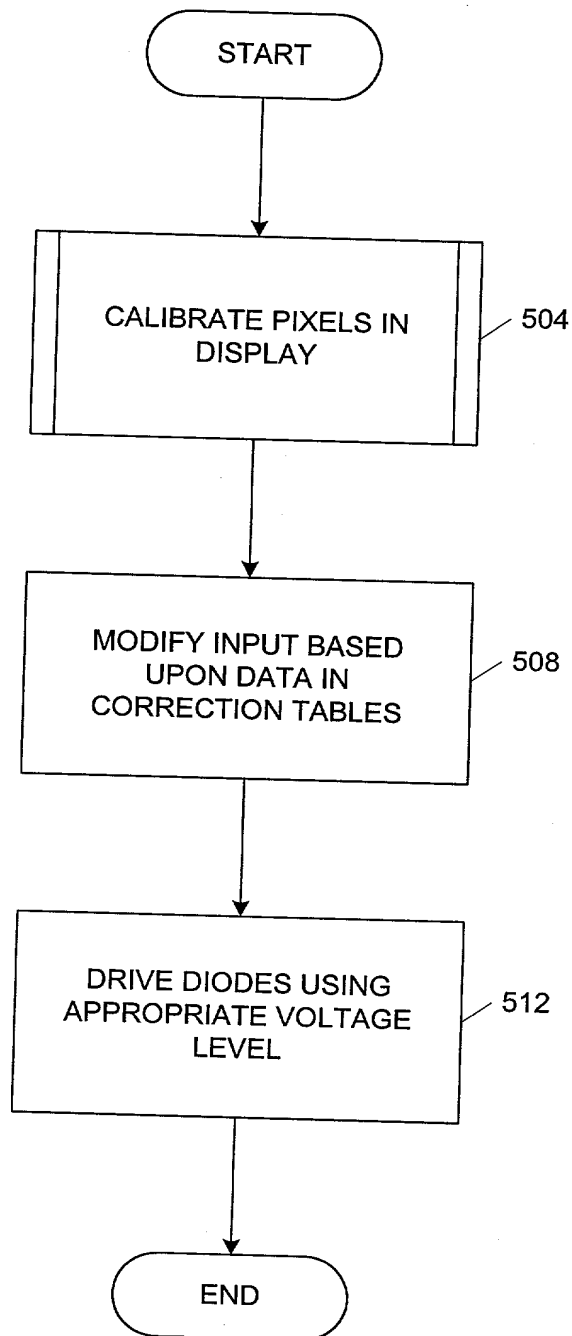 START
CALIBRATE PIXELS IN
DISPLAY
504
MODIFY INPUT BASED
UPON DATA IN
CORRECTION TABLES
508
DRIVE DIODES USING
APPROPRIATE VOLTAGE
LEVEL
512
END